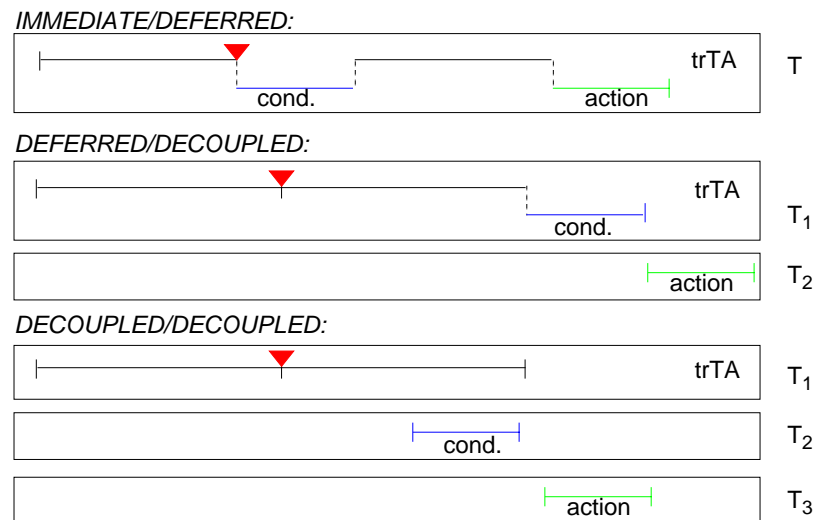 IMMEDIATE/DEFERRED:
trTA T
cond. action
DEFERRED/DECOUPLED:
trTA
cond. T1
action T2
DECOUPLED/DECOUPLED:
trTA T1
cond. T2
action T3